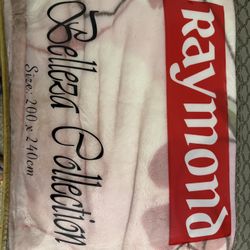 Raymond
Belleza Collection
Size: 200 x 240cm